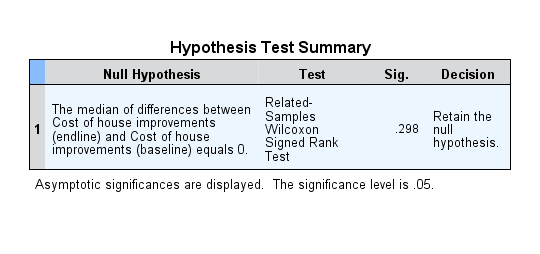 Hypothesis Test Summary
Null Hypothesis Test Sig. Decision
1 The median of differences between Cost of house improvements (endline) and Cost of house improvements (baseline) equals 0. Related-Samples Wilcoxon Signed Rank Test .298 Retain the null hypothesis.
Asymptotic significances are displayed. The significance level is .05.